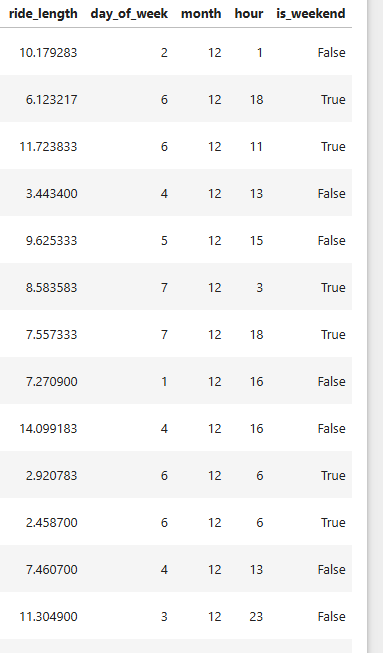 ride_length day_of_week month hour is_weekend
10.179283 2 12 1 False
6.123217 6 12 18 True
11.723833 6 12 11 True
3.443400 4 12 13 False
9.625333 5 12 15 False
8.583583 7 12 3 True
7.557333 7 12 18 True
7.270900 1 12 16 False
14.099183 4 12 16 False
2.920783 6 12 6 True
2.458700 6 12 6 True
7.460700 4 12 13 False
11.304900 3 12 23 False